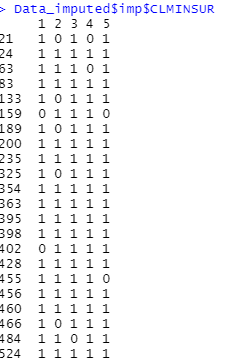 > Data_imputed$imp$CLMINSUR
    1 2 3 4 5
21  1 0 1 0 1
24  1 1 1 1 1
63  1 1 1 0 1
83  1 1 1 1 1
133 1 0 1 1 1
159 0 1 1 1 0
189 1 0 1 1 1
200 1 1 1 1 1
235 1 1 1 1 1
325 1 0 1 1 1
354 1 1 1 1 1
363 1 1 1 1 1
395 1 1 1 1 1
398 1 1 1 1 1
402 0 1 1 1 1
428 1 1 1 1 1
455 1 1 1 1 0
456 1 1 1 1 1
460 1 1 1 1 1
466 1 0 1 1 1
484 1 1 0 1 1
524 1 1 1 1 1